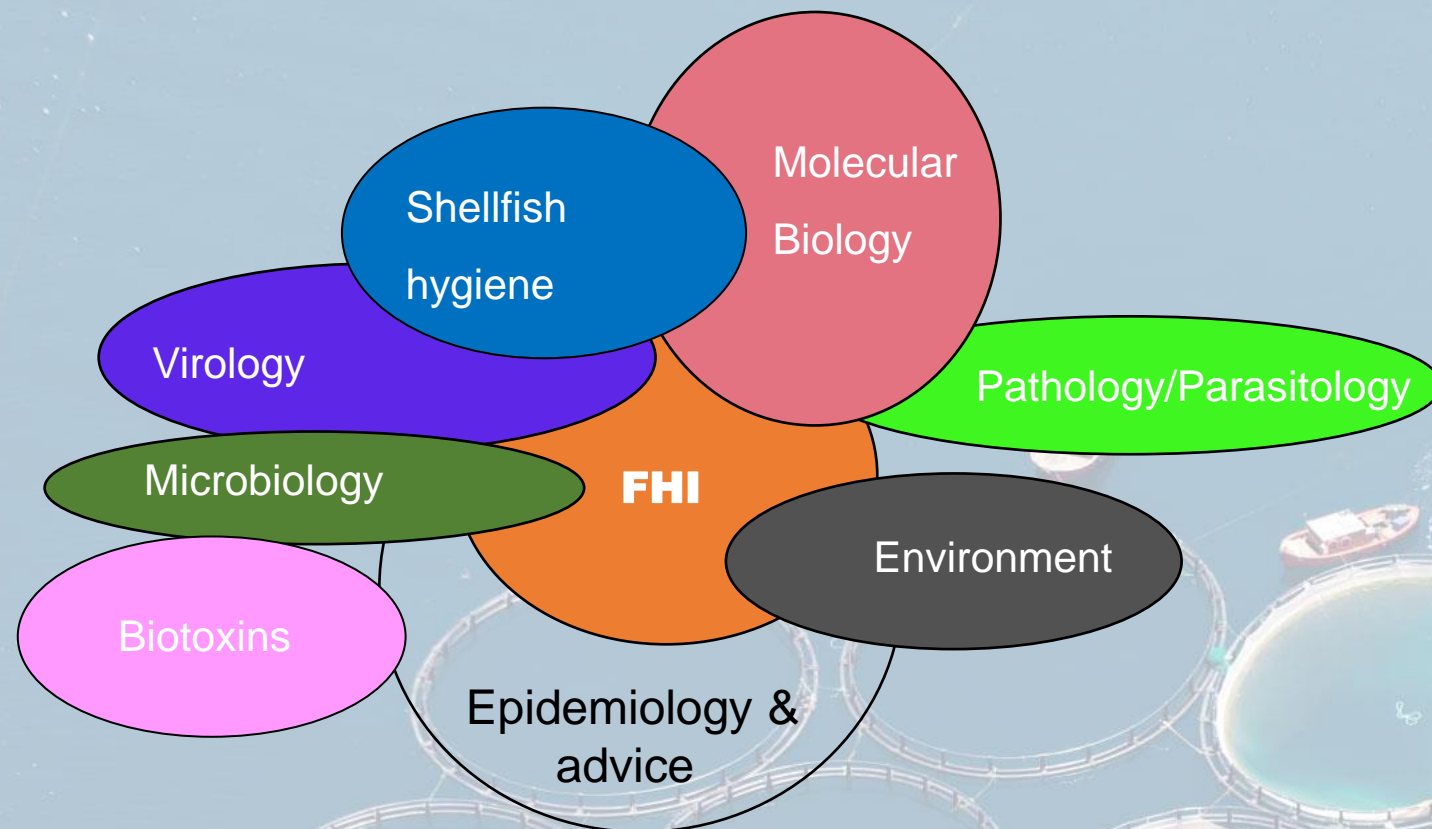 Molecular
Biology
Shellfish
hygiene
Virology
Pathology/Parasitology
Microbiology
FHI
Environment
Biotoxins
Epidemiology &
advice